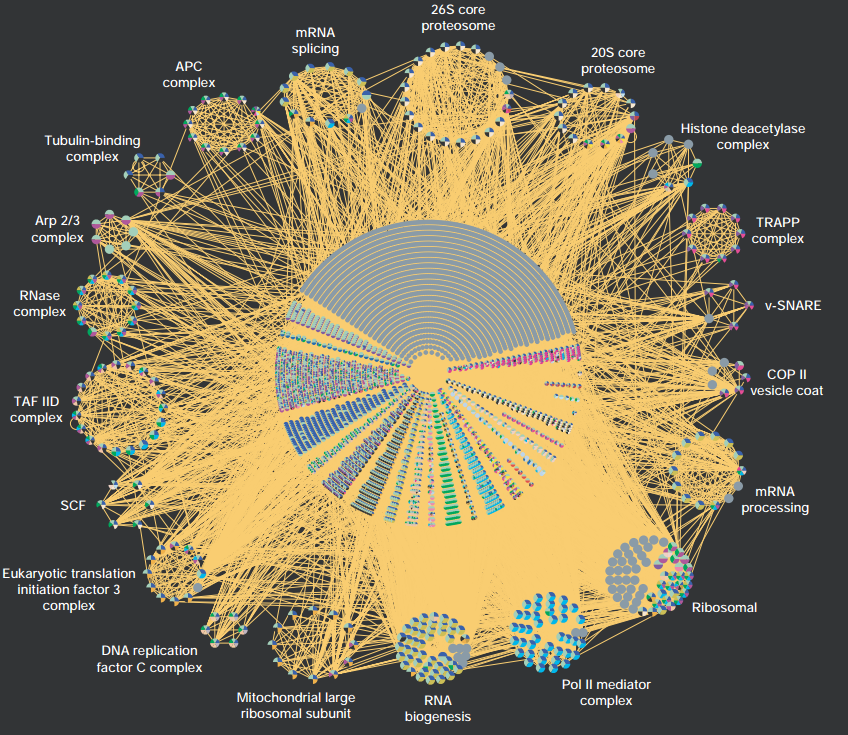 26S core
proteosome
mRNA
splicing
20S core
proteosome
APC
complex
Histone deacetylase
complex
Tubulin-binding
complex
Arp 2/3
complex
TRAPP
complex
RNase
complex
v-SNARE
TAF IID
complex
COP II
vesicle coat
SCF
mRNA
processing
Eukaryotic translation
initiation factor 3
complex
Ribosomal
DNA replication
factor C complex
Mitochondrial large
ribosomal subunit
RNA
biogenesis
Pol II mediator
complex